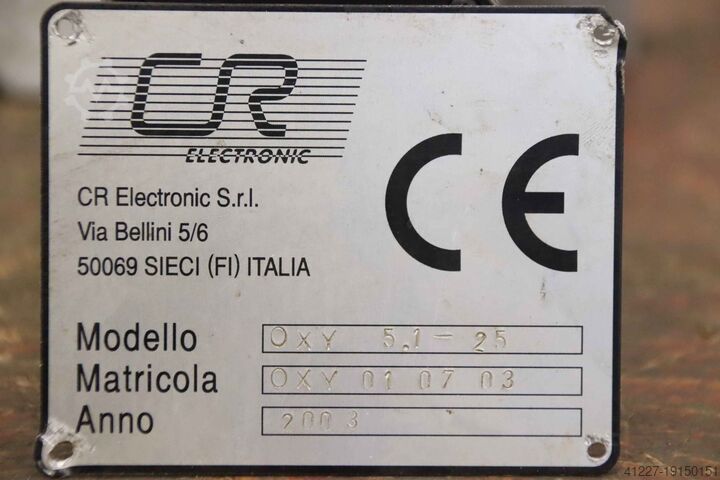 CR
ELECTRONIC
CE
CR Electronic S.r.l.
Via Bellini 5/6
50069 SIECI (FI) ITALIA
Modello OXY 5.1-25
Matricola OXY 01 07 03
Anno 2003
41227-19150151